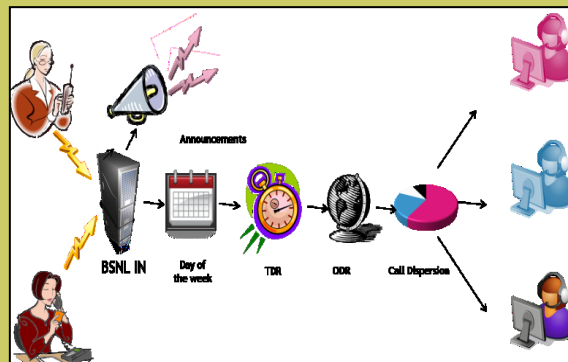 Announcements
BSNL IN
Day of
the week
TDR
ODR
Call Dispersion